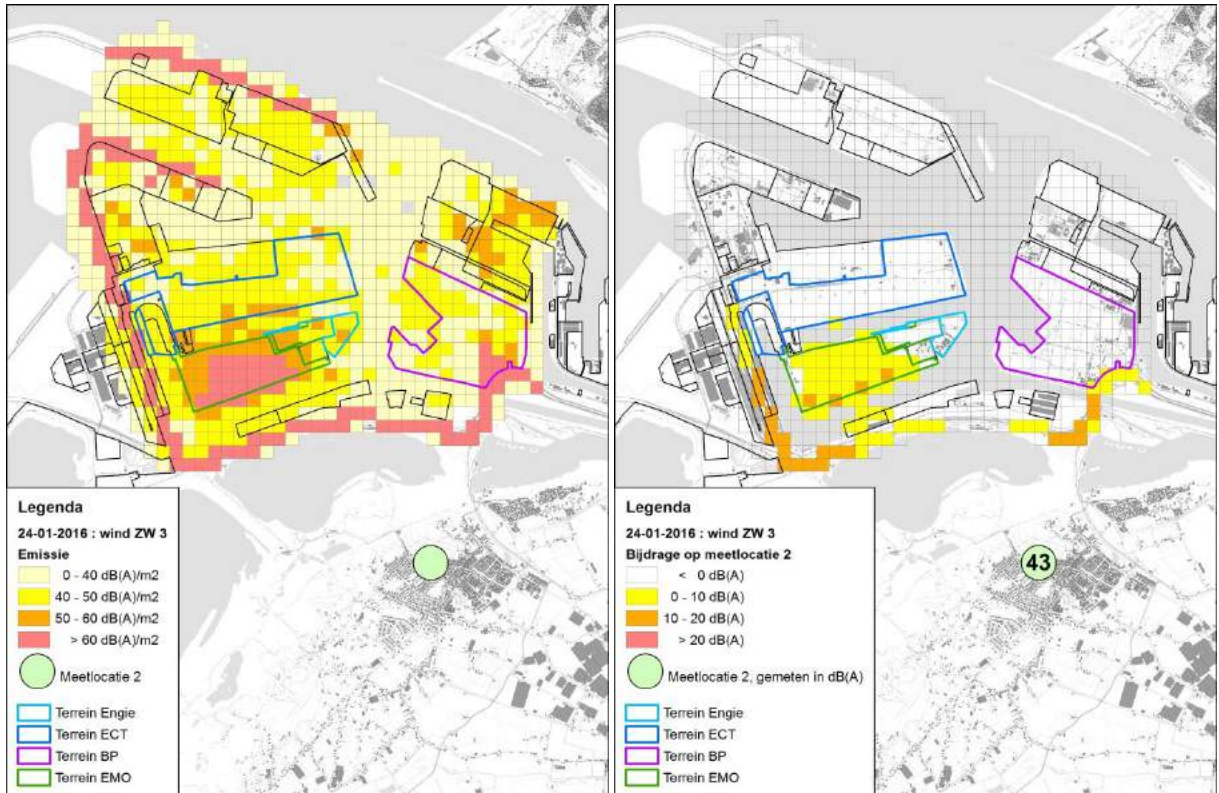 Legenda
24-01-2016 : wind ZW 3
Emissie
0 - 40 dB(A)/m2
40 - 50 dB(A)/m2
50 - 60 dB(A)/m2
> 60 dB(A)/m2
Meetlocatie 2
Terrein Engie
Terrein ECT
Terrein BP
Terrein EMO
43
Legenda
24-01-2016 : wind ZW 3
Bijdrage op meetlocatie 2
< 0 dB(A)
0 - 10 dB(A)
10 - 20 dB(A)
> 20 dB(A)
Meetlocatie 2, gemeten in dB(A)
Terrein Engie
Terrein ECT
Terrein BP
Terrein EMO